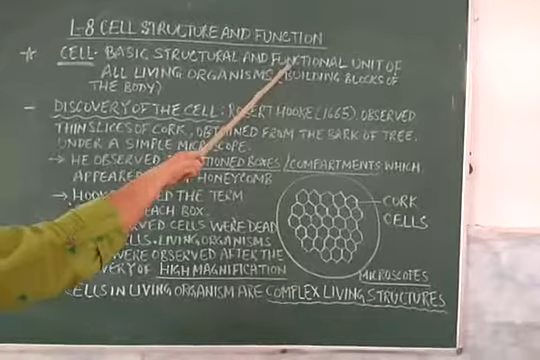 L-8 CELL STRUCTURE AND FUNCTION
* CELL- BASIC STRUCTURAL AND FUNCTIONAL UNIT OF
ALL LIVING ORGANISMS (BUILDING BLOCKS OF
THE BODY)
- DISCOVERY OF THE CELL: ROBERT HOOKE (1665) OBSERVED
THIN SLICES OF CORK, OBTAINED FROM THE BARK OF TREE,
UNDER A SIMPLE MICROSCOPE.
→ HE OBSERVED BOXES/COMPARTMENTS WHICH
APPEARED HONEYCOMB
→ THE TERM
EACH BOX.
CELLS WERE DEAD
CELLS. LIVING ORGANISMS
WERE OBSERVED AFTER THE
OF HIGH MAGNIFICATION
MICROSCOPES
CELLS IN LIVING ORGANISM ARE COMPLEX LIVING STRUCTURES
CORK
CELLS